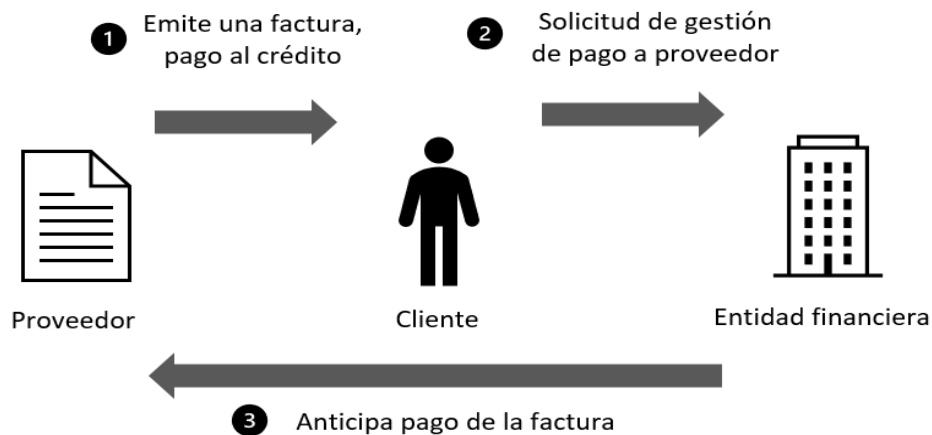 1 Emite una factura,
pago al crédito
2 Solicitud de gestión
de pago a proveedor
Proveedor
Cliente
Entidad financiera
3 Anticipa pago de la factura